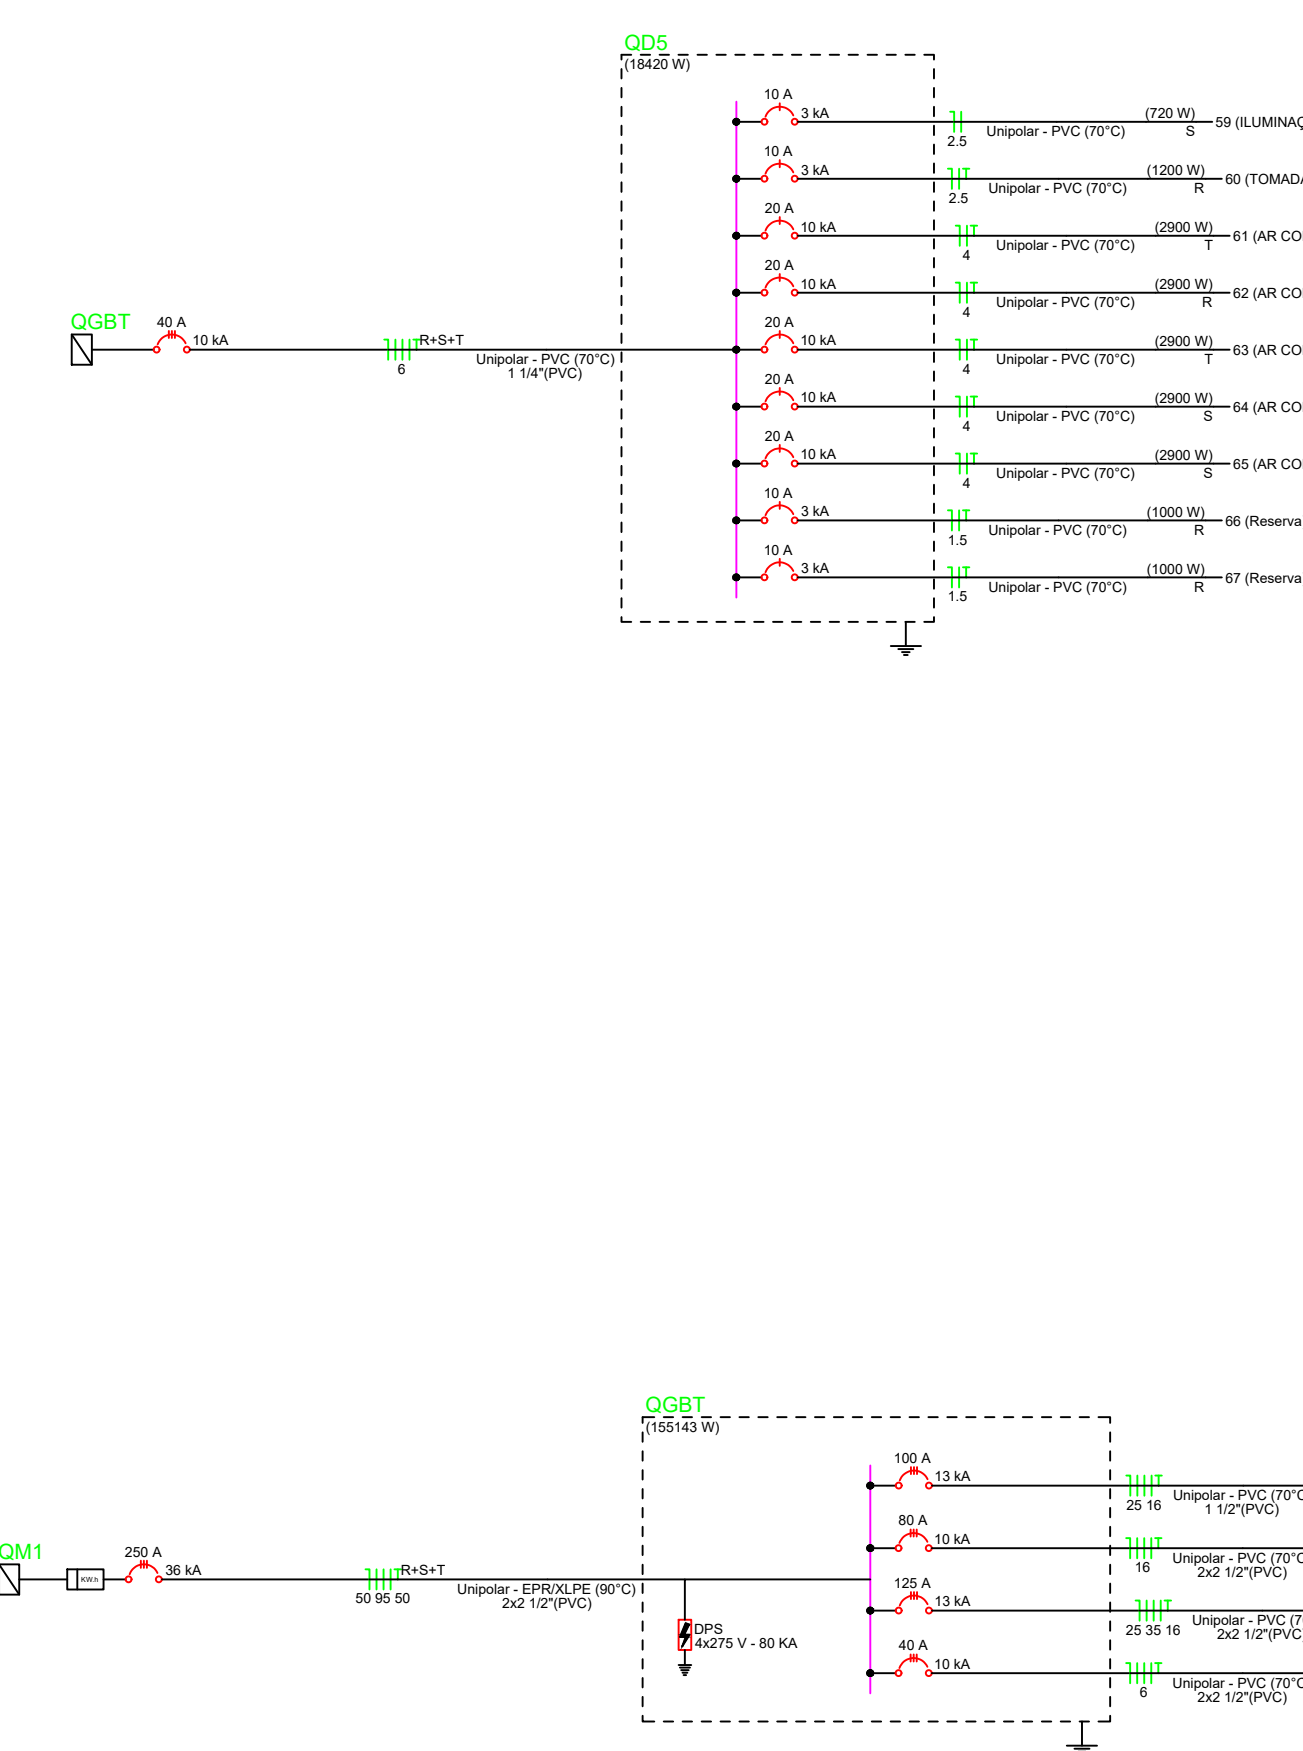 QD5
(18420 W)
10 A
3 kA
2.5
Unipolar - PVC (70°C)
(720 W)
S
59 (ILUMINAÇ
10 A
3 kA
2.5
Unipolar - PVC (70°C)
(1200 W)
R
60 (TOMADA
20 A
10 kA
4
Unipolar - PVC (70°C)
(2900 W)
T
61 (AR CO
20 A
10 kA
4
Unipolar - PVC (70°C)
(2900 W)
R
62 (AR CO
QGBT
40 A
10 kA
R+S+T
6
Unipolar - PVC (70°C)
1 1/4"(PVC)
20 A
10 kA
4
Unipolar - PVC (70°C)
(2900 W)
T
63 (AR CO
20 A
10 kA
4
Unipolar - PVC (70°C)
(2900 W)
S
64 (AR CO
20 A
10 kA
4
Unipolar - PVC (70°C)
(2900 W)
S
65 (AR CO
10 A
3 kA
1.5
Unipolar - PVC (70°C)
(1000 W)
R
66 (Reserva
10 A
3 kA
1.5
Unipolar - PVC (70°C)
(1000 W)
R
67 (Reserva
QGBT
(155143 W)
100 A
13 kA
25 16
Unipolar - PVC (70°C
1 1/2"(PVC)
80 A
10 kA
16
Unipolar - PVC (70°C
2x2 1/2"(PVC)
QM1
KW.h
250 A
36 kA
R+S+T
50 95 50
Unipolar - EPR/XLPE (90°C)
2x2 1/2"(PVC)
DPS
4x275 V - 80 KA
125 A
13 kA
25 35 16
Unipolar - PVC (7
2x2 1/2"(PVC
40 A
10 kA
6
Unipolar - PVC (70°C
2x2 1/2"(PVC)